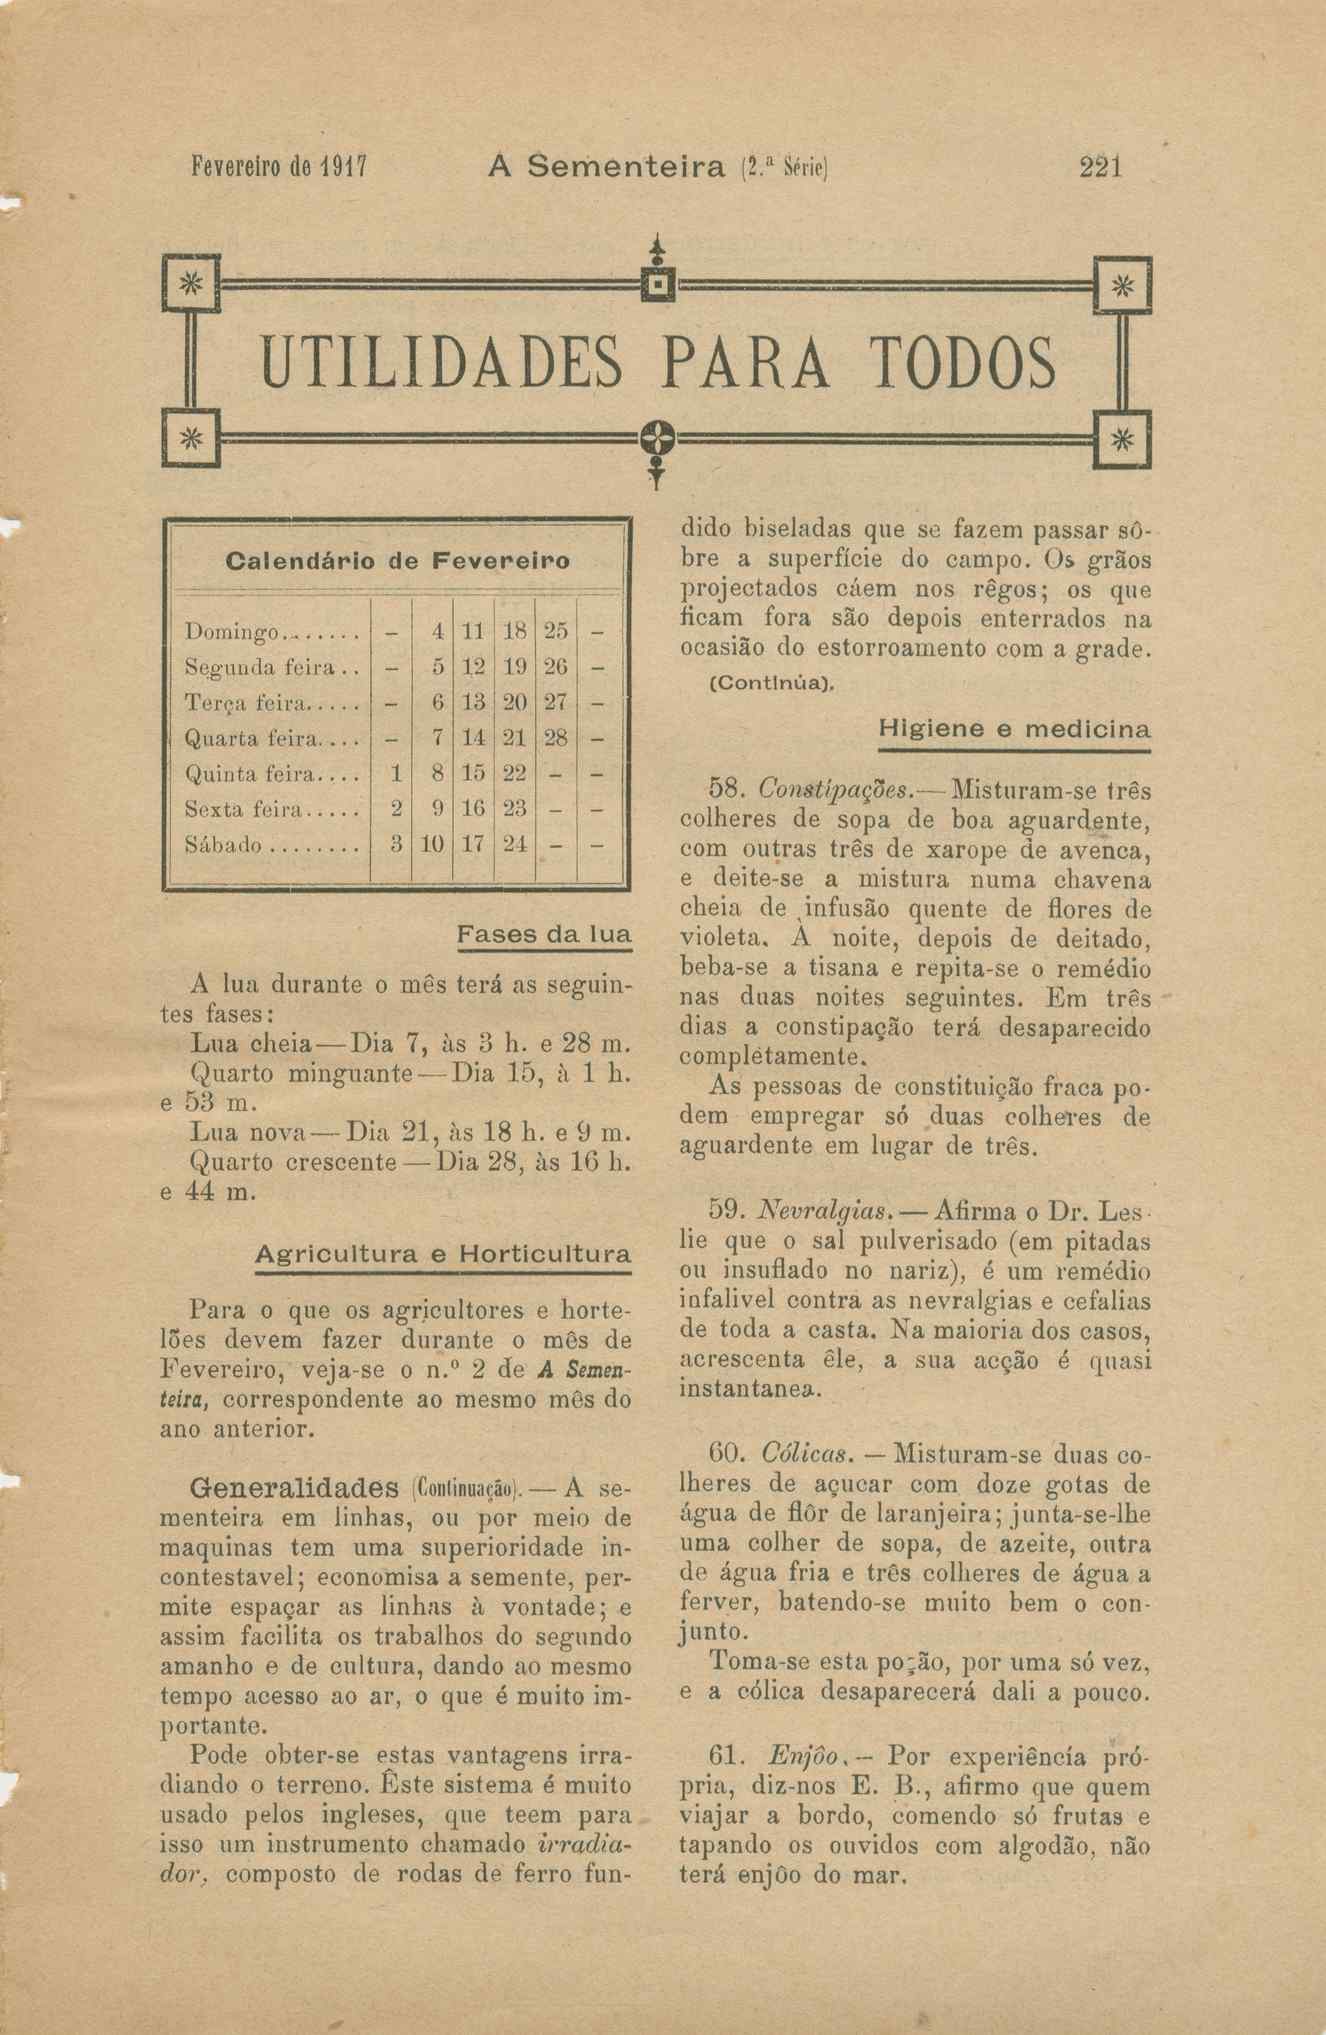 Fevereiro de 1917 A Sementeira (2.ª Série) 221
UTILIDADES PARA TODOS
Calendário de Fevereiro
Domingo........ – 4 11 18 25 –
Segunda feira.. – 5 12 19 26 –
Terça feira..... – 6 13 20 27 –
Quarta feira.... – 7 14 21 28 –
Quinta feira.... 1 8 15 22 – –
Sexta feira..... 2 9 16 23 – –
Sábado........ 3 10 17 24 – –
Fases da lua
A lua durante o mês terá as seguin-
tes fases:
Lua cheia—Dia 7, às 3 h. e 28 m.
Quarto minguante—Dia 15, à 1 h.
e 53 m.
Lua nova—Dia 21, às 18 h. e 9 m.
Quarto crescente—Dia 28, às 16 h.
e 44 m.
Agricultura e Horticultura
Para o que os agricultores e horte-
lões devem fazer durante o mês de
Fevereiro, veja-se o n.º 2 de A Semen-
teira, correspondente ao mesmo mês do
ano anterior.
Generalidades (Continuação).—A se-
menteira em linhas, ou por meio de
maquinas tem uma superioridade in-
contestavel; economisa a semente, per-
mite espaçar as linhas à vontade; e
assim facilita os trabalhos do segundo
amanho e de cultura, dando ao mesmo
tempo acesso ao ar, o que é muito im-
portante.
Pode obter-se estas vantagens irra-
diando o terreno. Êste sistema é muito
usado pelos ingleses, que teem para
isso um instrumento chamado irradia-
dor, composto de rodas de ferro fun-
dido biseladas que se fazem passar sô-
bre a superfície do campo. Os grãos
projectados cáem nos rêgos; os que
ficam fora são depois enterrados na
ocasião do estorroamento com a grade.
(Continúa).
Higiene e medicina
58. Constipações.—Misturam-se três
colheres de sopa de boa aguardente,
com outras três de xarope de avenca,
e deite-se a mistura numa chavena
cheia de infusão quente de flores de
violeta. À noite, depois de deitado,
beba-se a tisana e repita-se o remédio
nas duas noites seguintes. Em três
dias a constipação terá desaparecido
completamente.
As pessoas de constituição fraca po-
dem empregar só duas colheres de
aguardente em lugar de três.
59. Nevralgias.—Afirma o Dr. Les-
lie que o sal pulverisado (em pitadas
ou insuflado no nariz), é um remédio
infalivel contra as nevralgias e cefalias
de toda a casta. Na maioria dos casos,
acrescenta êle, a sua acção é quasi
instantanea.
60. Cólicas. — Misturam-se duas co-
lheres de açucar com doze gotas de
água de flôr de laranjeira; junta-se-lhe
uma colher de sopa, de azeite, outra
de água fria e três colheres de água a
ferver, batendo-se muito bem o con-
junto.
Toma-se esta poção, por uma só vez,
e a cólica desaparecerá dali a pouco.
61. Enjôo.— Por experiência pró-
pria, diz-nos E. B., afirmo que quem
viajar a bordo, comendo só frutas e
tapando os ouvidos com algodão, não
terá enjôo do mar.